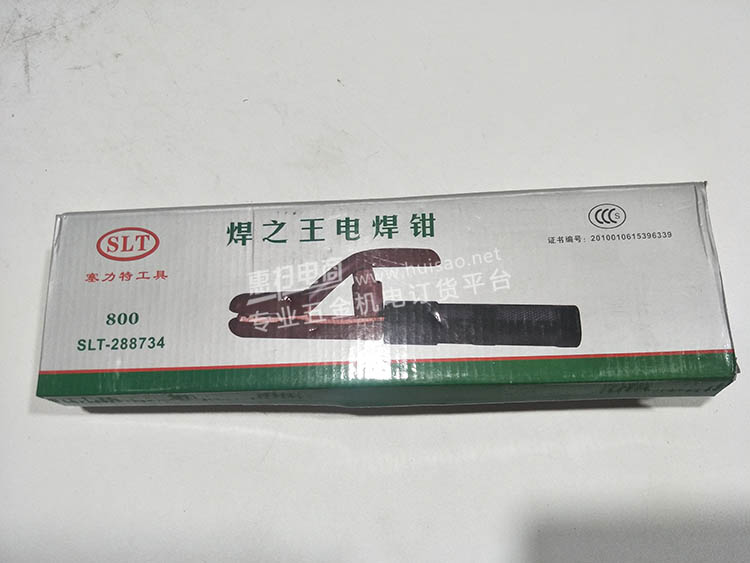 SLT
塞力特工具
800
SLT-288734
焊之王电焊钳
CCC
S
证书编号：2010010615396339
惠扫电商
www.huisao.net
专业五金机电订货平台